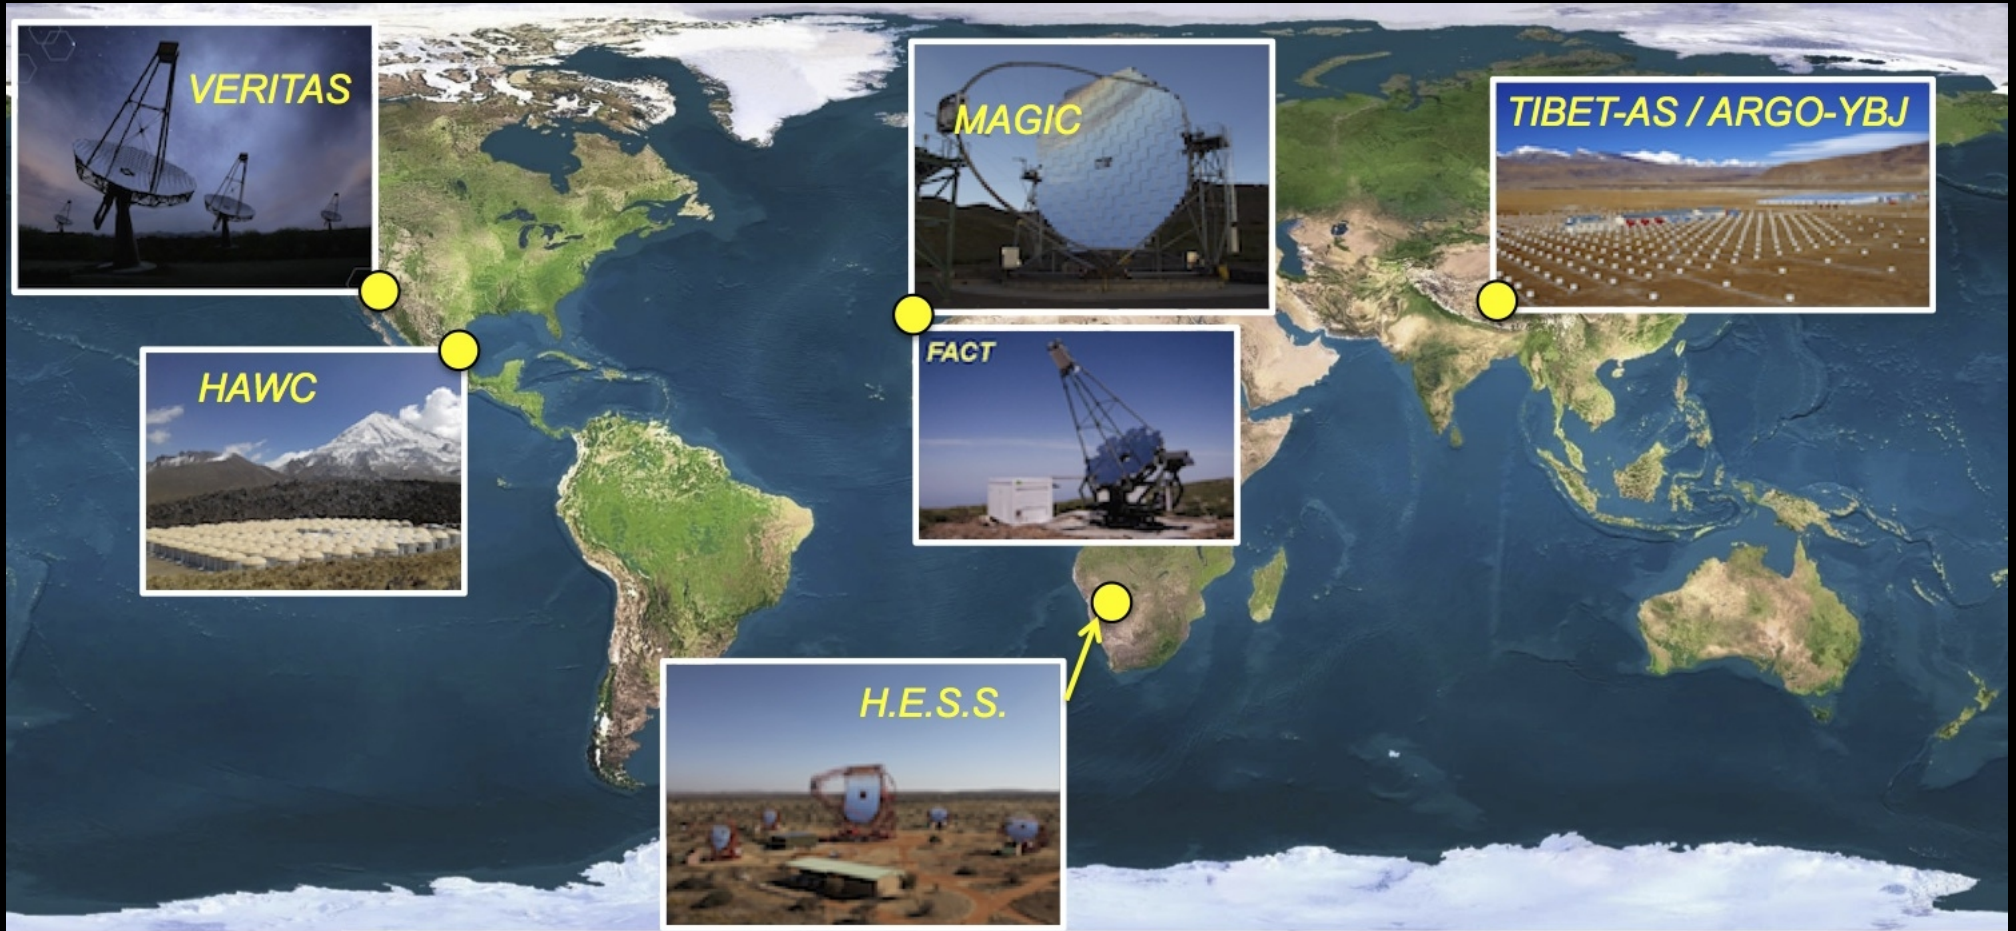 VERITAS
MAGIC
TIBET-AS / ARGO-YBJ
FACT
HAWC
H.E.S.S.